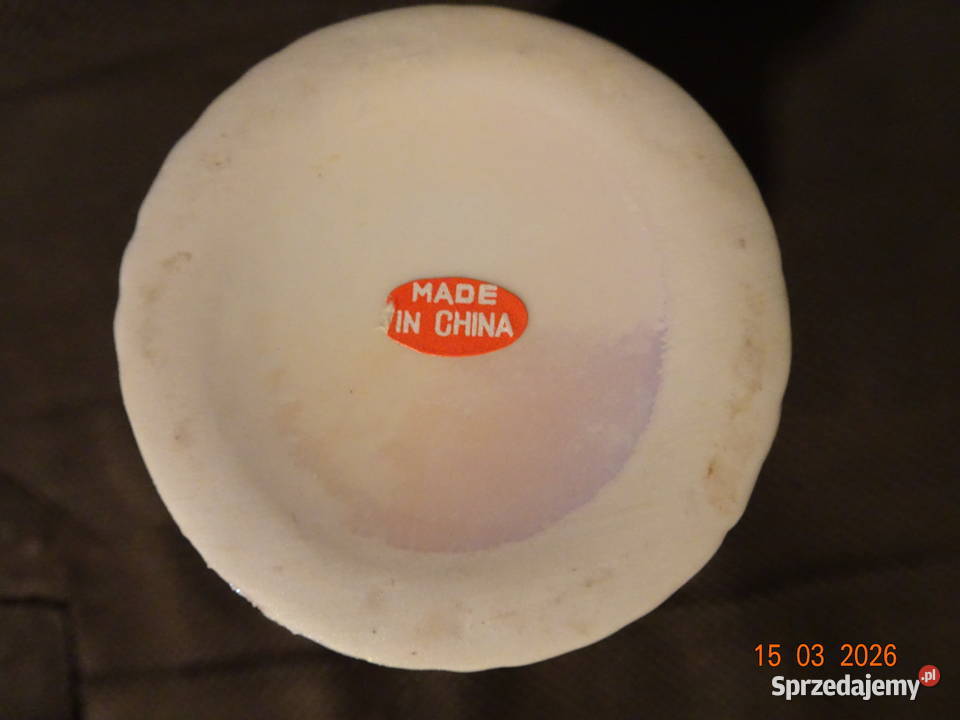 MADE
IN CHINA
15 03 2026
Sprzedajemy.pl